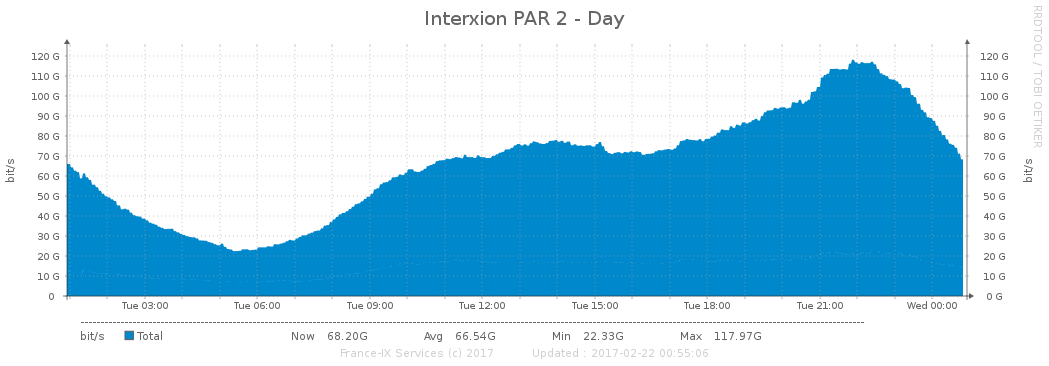 Interxion PAR 2 - Day
RRDTOOL / TOBI OETIKER
bit/s
bit/s
120 G
110 G
100 G
90 G
80 G
70 G
60 G
50 G
40 G
30 G
20 G
10 G
0
120 G
110 G
100 G
90 G
80 G
70 G
60 G
50 G
40 G
30 G
20 G
10 G
0 G
Tue 03:00 Tue 06:00 Tue 09:00 Tue 12:00 Tue 15:00 Tue 18:00 Tue 21:00 Wed 00:00
bit/s Total Now 68.20G Avg 66.54G Min 22.33G Max 117.97G
France-IX Services (c) 2017 Updated : 2017-02-22 00:55:06